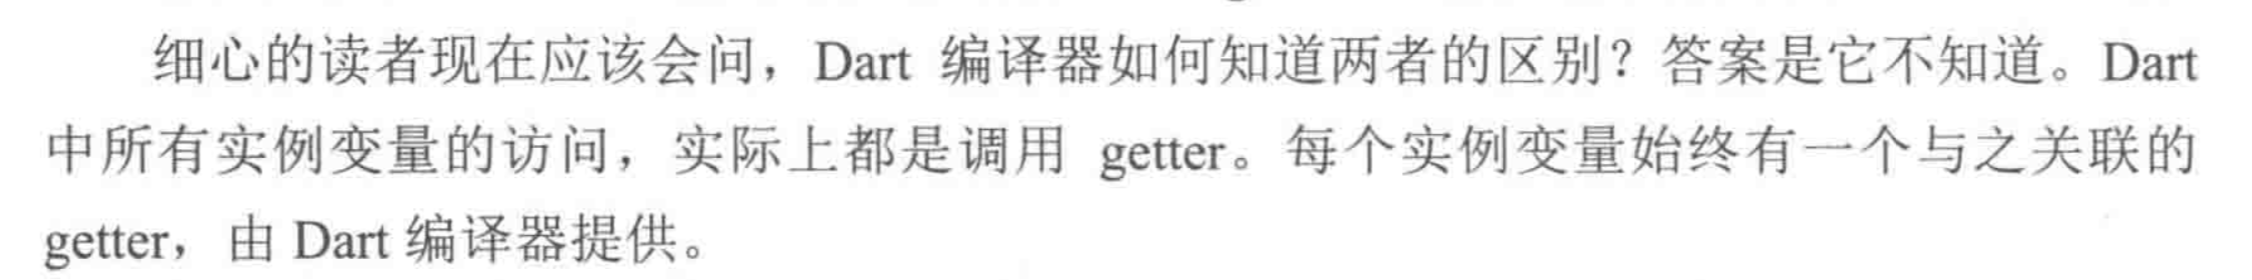 细心的读者现在应该会问，Dart 编译器如何知道两者的区别？答案是它不知道。Dart
中所有实例变量的访问，实际上都是调用 getter。每个实例变量始终有一个与之关联的
getter，由 Dart 编译器提供。